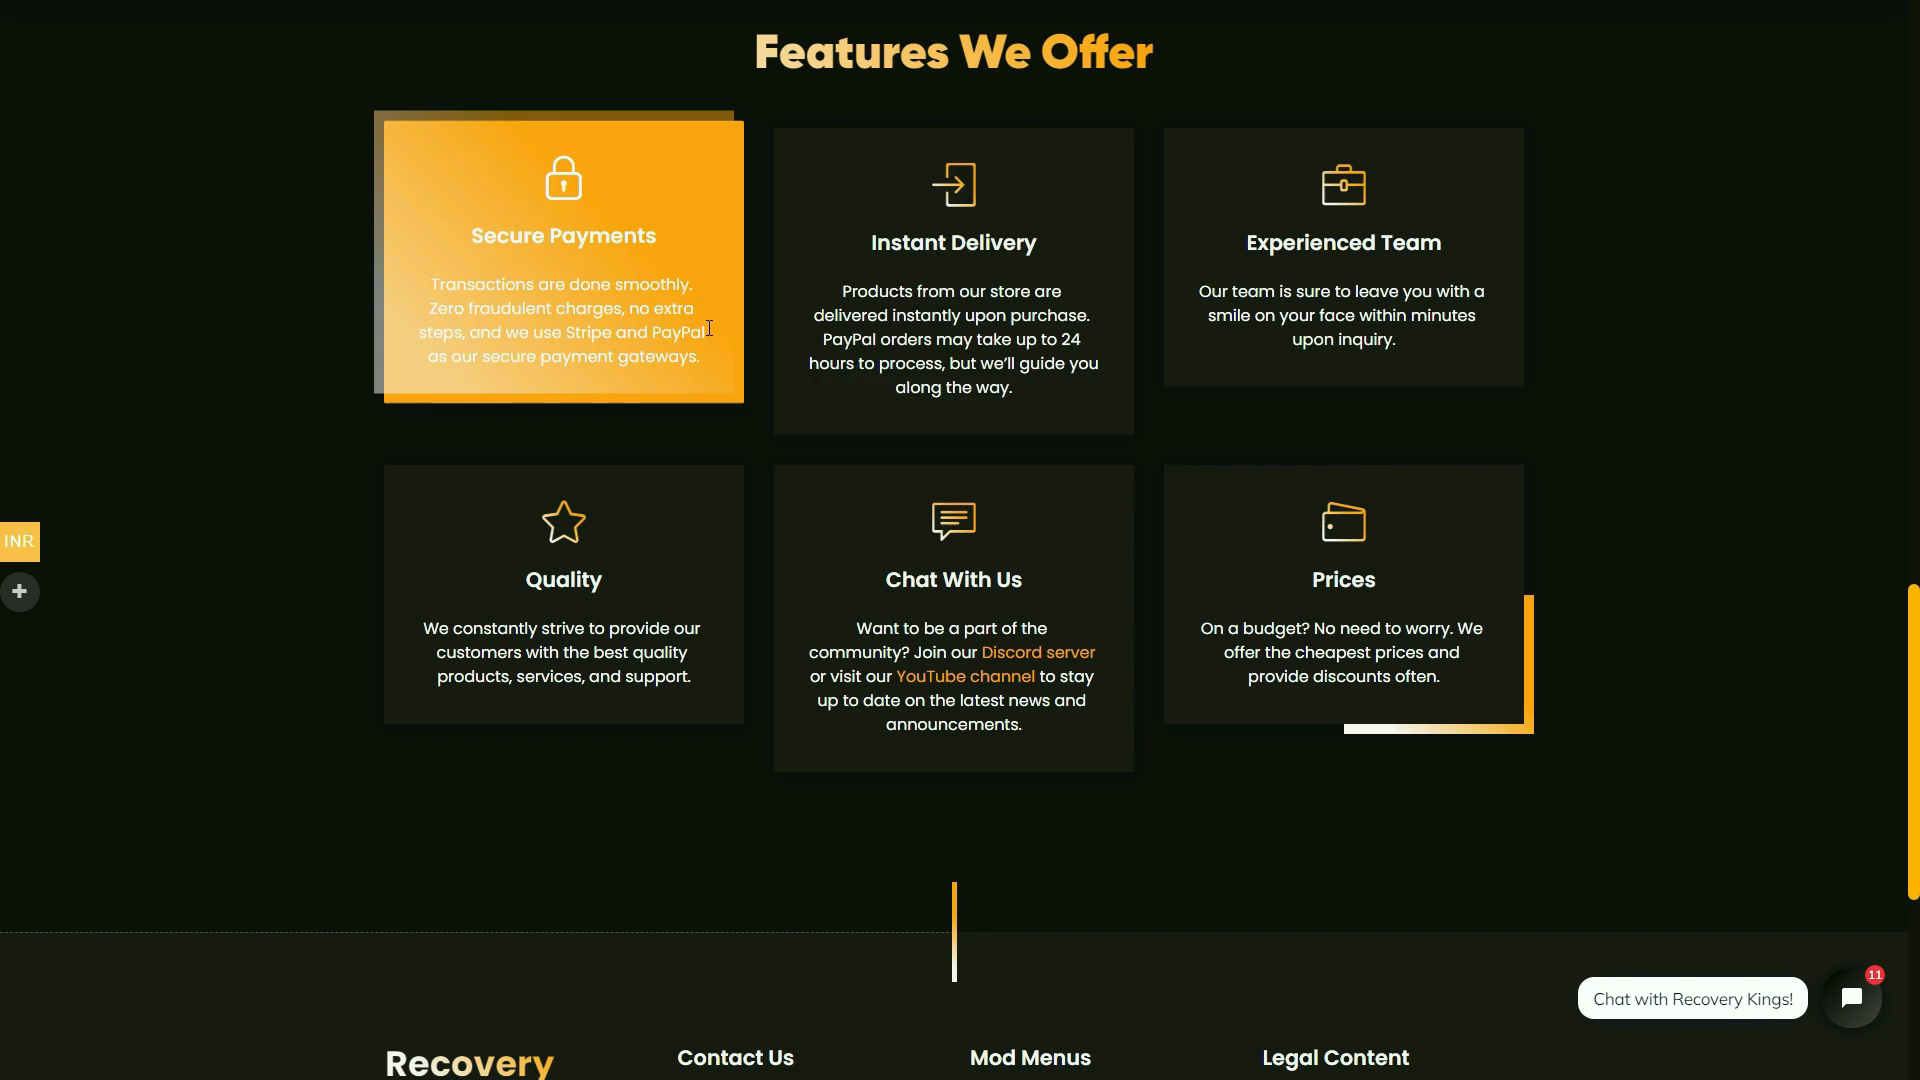 Features We Offer
Secure Payments
Transactions are done smoothly.
Zero fraudulent charges, no extra
steps, and we use Stripe and PayPal
as our secure payment gateways.
Instant Delivery
Products from our store are
delivered instantly upon purchase.
PayPal orders may take up to 24
hours to process, but we'll guide you
along the way.
Experienced Team
Our team is sure to leave you with a
smile on your face within minutes
upon inquiry.
INR
+
Quality
We constantly strive to provide our
customers with the best quality
products, services, and support.
Chat With Us
Want to be a part of the
community? Join our Discord server
or visit our YouTube channel to stay
up to date on the latest news and
announcements.
Prices
On a budget? No need to worry. We
offer the cheapest prices and
provide discounts often.
Chat with Recovery Kings!
11
Recovery
Contact Us
Mod Menus
Legal Content